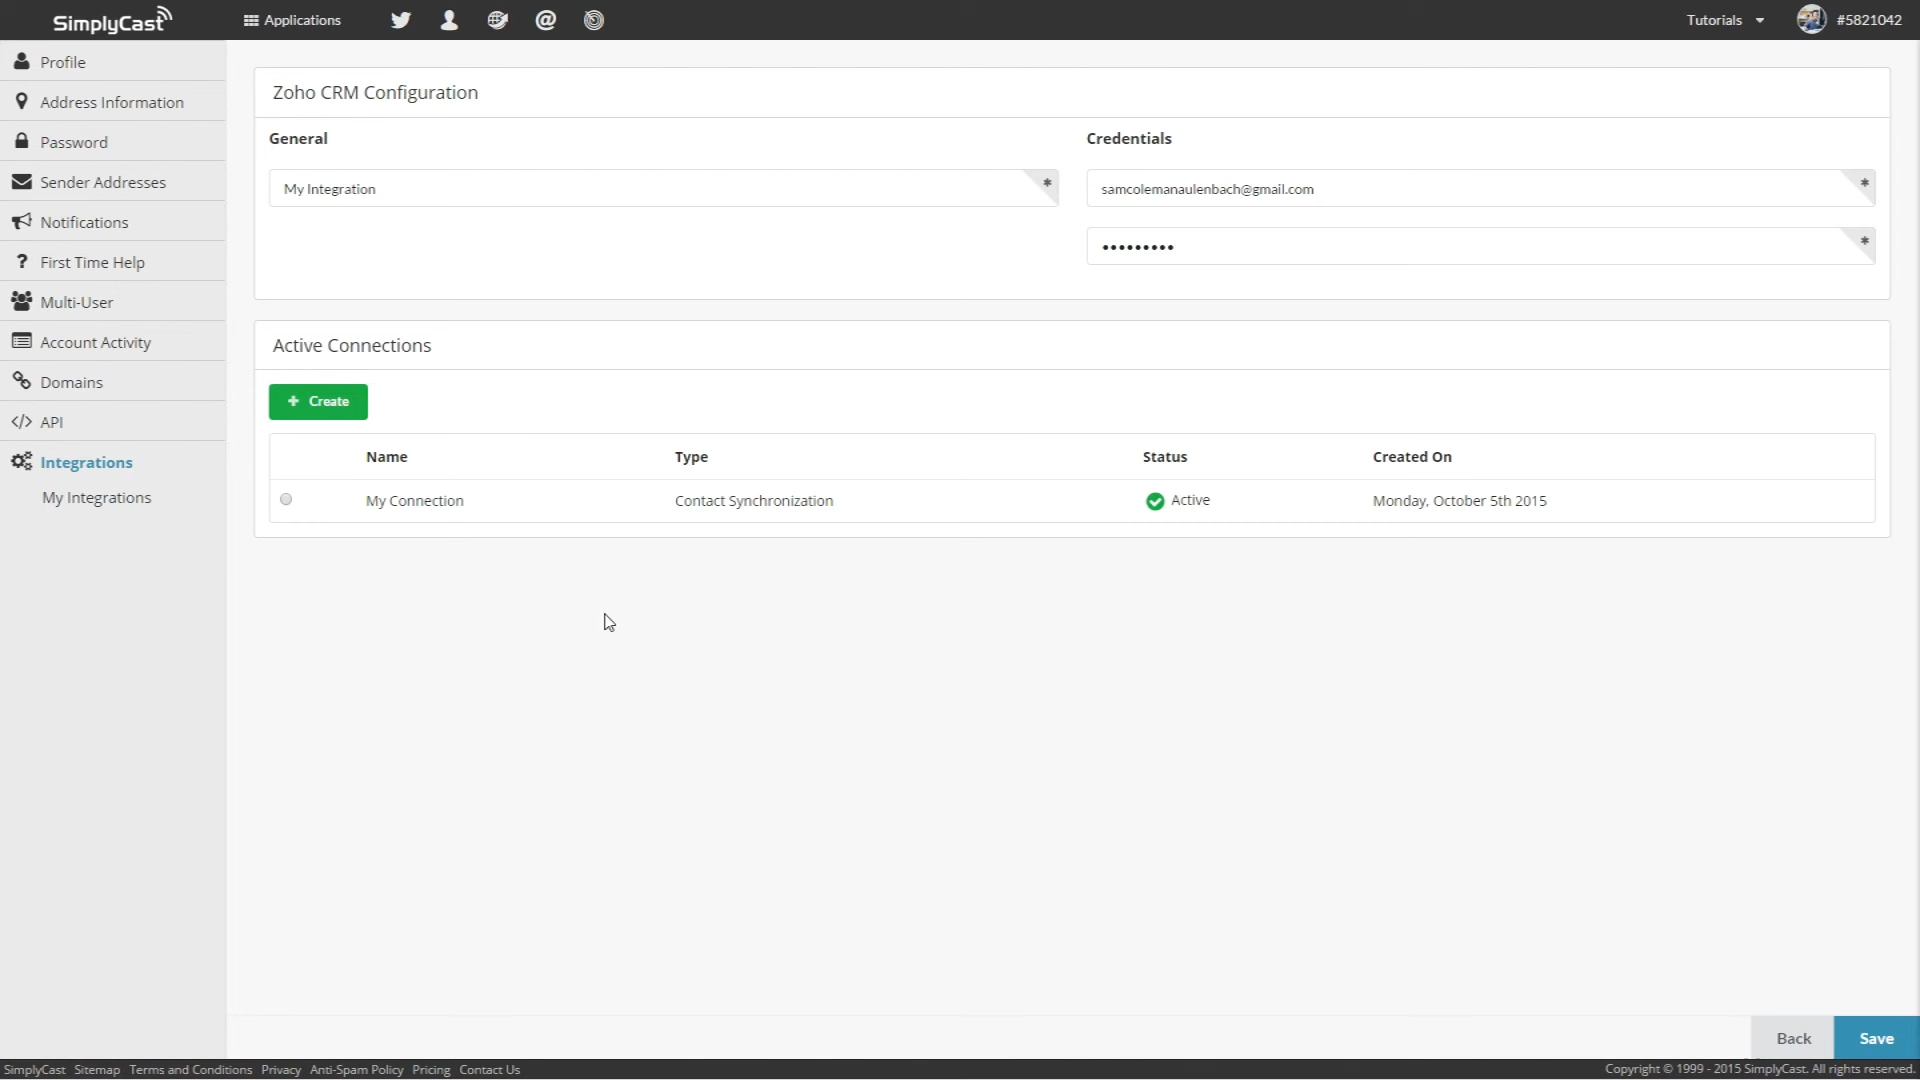 SimplyCast
Applications
@
Tutorials
#5821042
Profile
Address Information
Password
Sender Addresses
Notifications
? First Time Help
Multi-User
Account Activity
Domains
</> API
Integrations
My Integrations
Zoho CRM Configuration
General
Credentials
My Integration *
samcolemanaulenbach@gmail.com *
••••••••• *
Active Connections
+ Create
Name Type Status Created On
My Connection Contact Synchronization Active Monday, October 5th 2015
Back Save
SimplyCast Sitemap Terms and Conditions Privacy Anti-Spam Policy Pricing Contact Us
Copyright © 1999 - 2015 SimplyCast. All rights reserved.